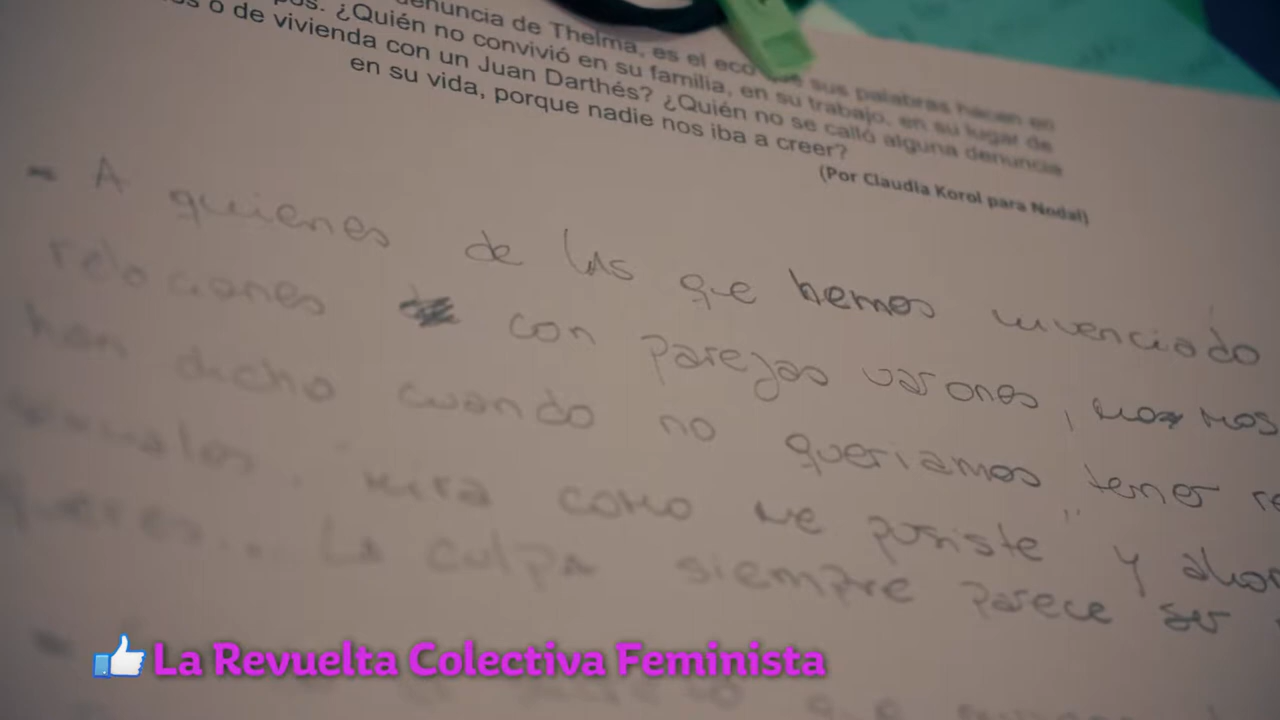 denuncia de Thelma, es el eco sus palabras hacen en
¿Quién no convivió en su familia, en su trabajo, en su lugar de
o de vivienda con un Juan Darthés? ¿Quién no se calló alguna denuncia
en su vida, porque nadie nos iba a creer?
(Por Claudia Korol para Nodal)
- A quienes de las que hemos vivenciado
relaciones con parejas varones, nos
han dicho cuando no queriamos tener
"mira como me pusiste" y
queres... La culpa siempre parece ser
La Revuelta Colectiva Feminista